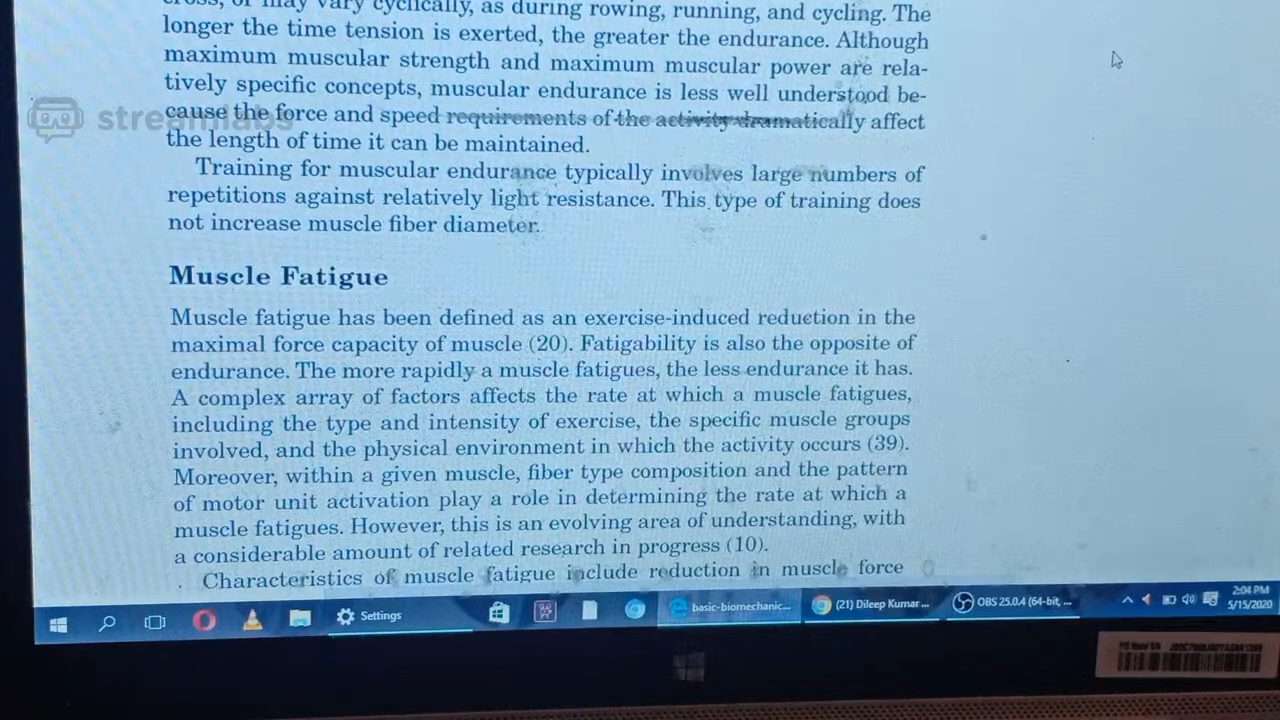 cross, or may vary cyclically, as during rowing, running, and cycling. The
longer the time tension is exerted, the greater the endurance. Although
maximum muscular strength and maximum muscular power are rela-
tively specific concepts, muscular endurance is less well understood be-
cause the force and speed requirements of the activity dramatically affect
the length of time it can be maintained.
streamlabs
Training for muscular endurance typically involves large numbers of
repetitions against relatively light resistance. This type of training does
not increase muscle fiber diameter.
Muscle Fatigue
Muscle fatigue has been defined as an exercise-induced reduction in the
maximal force capacity of muscle (20). Fatigability is also the opposite of
endurance. The more rapidly a muscle fatigues, the less endurance it has.
A complex array of factors affects the rate at which a muscle fatigues,
including the type and intensity of exercise, the specific muscle groups
involved, and the physical environment in which the activity occurs (39).
Moreover, within a given muscle, fiber type composition and the pattern
of motor unit activation play a role in determining the rate at which a
muscle fatigues. However, this is an evolving area of understanding, with
a considerable amount of related research in progress (10).
Characteristics of muscle fatigue include reduction in muscle force
Settings
basic-biomechanic...
(21) Dileep Kumar ...
OBS 25.0.4 (64-bit, ...
2:04 PM
5/15/2020